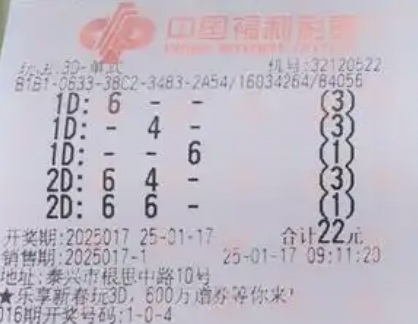 中国福利彩票
玩法:3D-单式 机号:32120522
B1B1-0633-38C2-3483-2A54/16034264/84056
1D: 6 - - (3)
1D: - 4 - (3)
1D: - - 6 (1)
2D: 6 4 - (3)
2D: 6 6 - (1)
开奖期:2025017 25-01-17 合计22元
销售期:2025017-1 25-01-17 09:11:20
地址:泰兴市根思中路10号
★乐享新春玩3D, 600万赠券等你来!
016期开奖号码:1-0-4